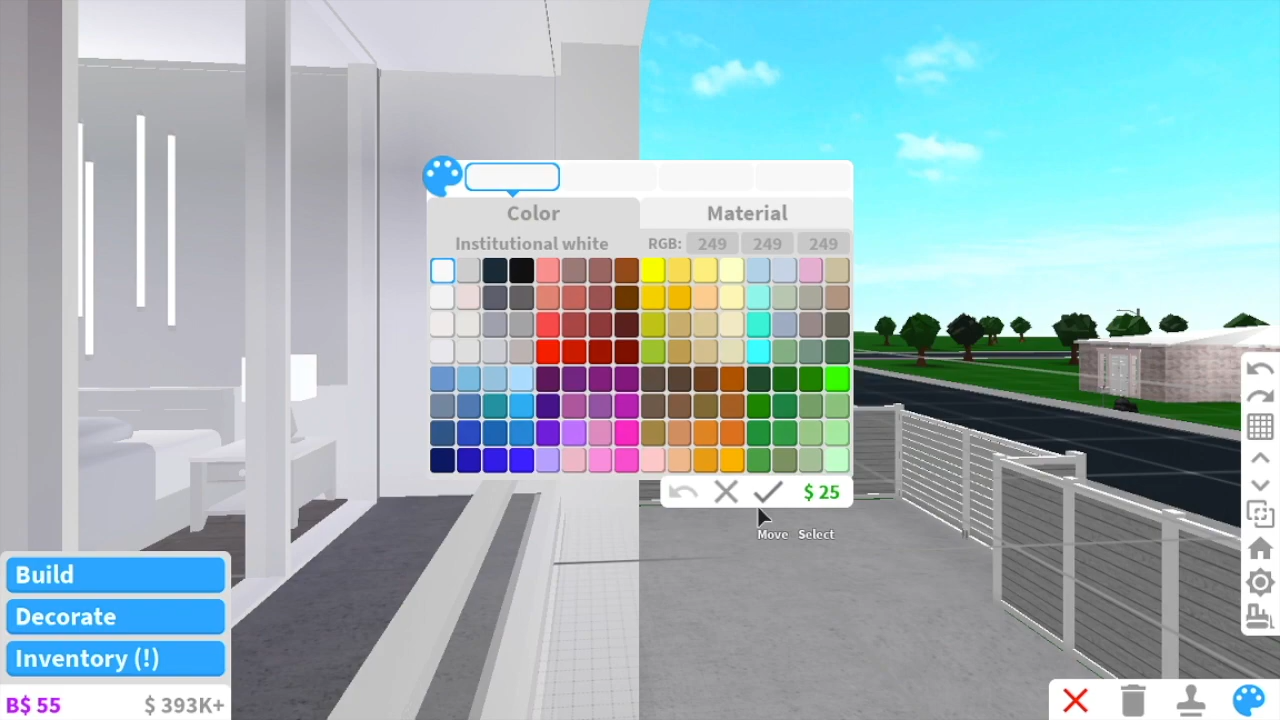 Color
Material
Institutional white
RGB: 249 249 249
$ 25
Move Select
Build
Decorate
Inventory (!)
B$ 55
$ 393K+